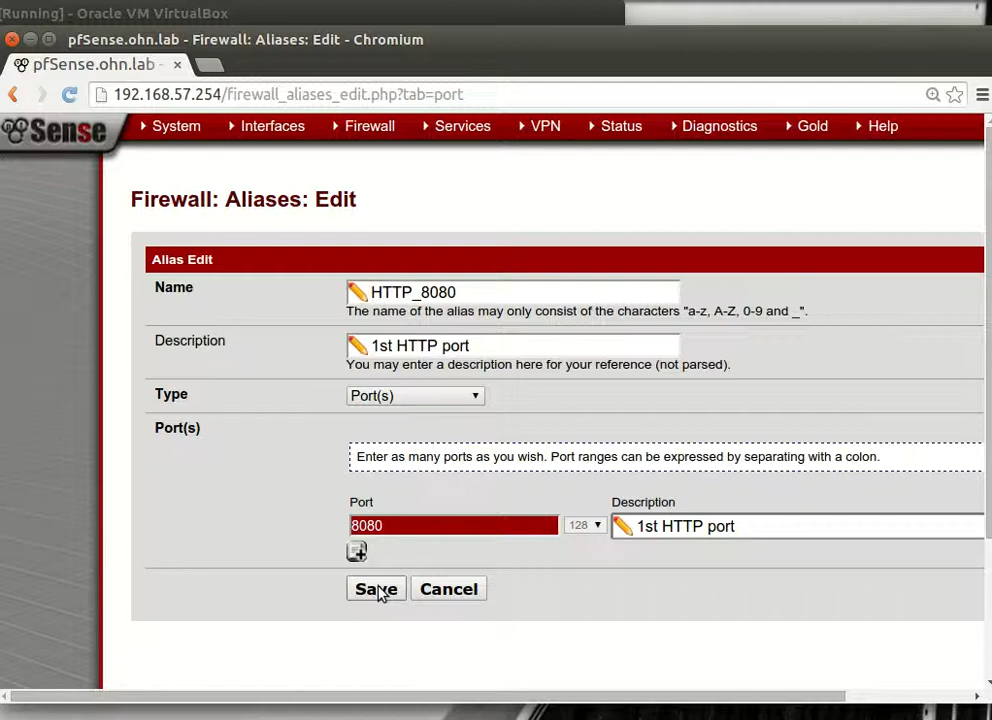 [Running] - Oracle VM VirtualBox
pfSense.ohn.lab - Firewall: Aliases: Edit - Chromium
pfSense.ohn.lab - ×
192.168.57.254/firewall_aliases_edit.php?tab=port
Sense System Interfaces Firewall Services VPN Status Diagnostics Gold Help
Firewall: Aliases: Edit
Alias Edit
Name HTTP_8080
The name of the alias may only consist of the characters "a-z, A-Z, 0-9 and _".
Description 1st HTTP port
You may enter a description here for your reference (not parsed).
Type Port(s)
Port(s)
Enter as many ports as you wish. Port ranges can be expressed by separating with a colon.
Port Description
8080 128 1st HTTP port
Save Cancel